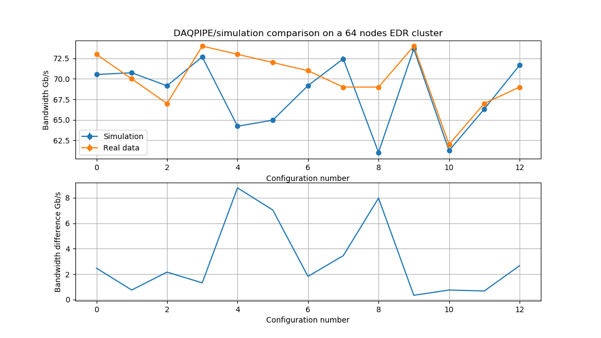 DAQPIPE/simulation comparison on a 64 nodes EDR cluster
Bandwidth Gb/s
72.5
70.0
67.5
65.0
62.5
Simulation
Real data
0 2 4 6 8 10 12
Configuration number
Bandwidth difference Gb/s
8
6
4
2
0
0 2 4 6 8 10 12
Configuration number